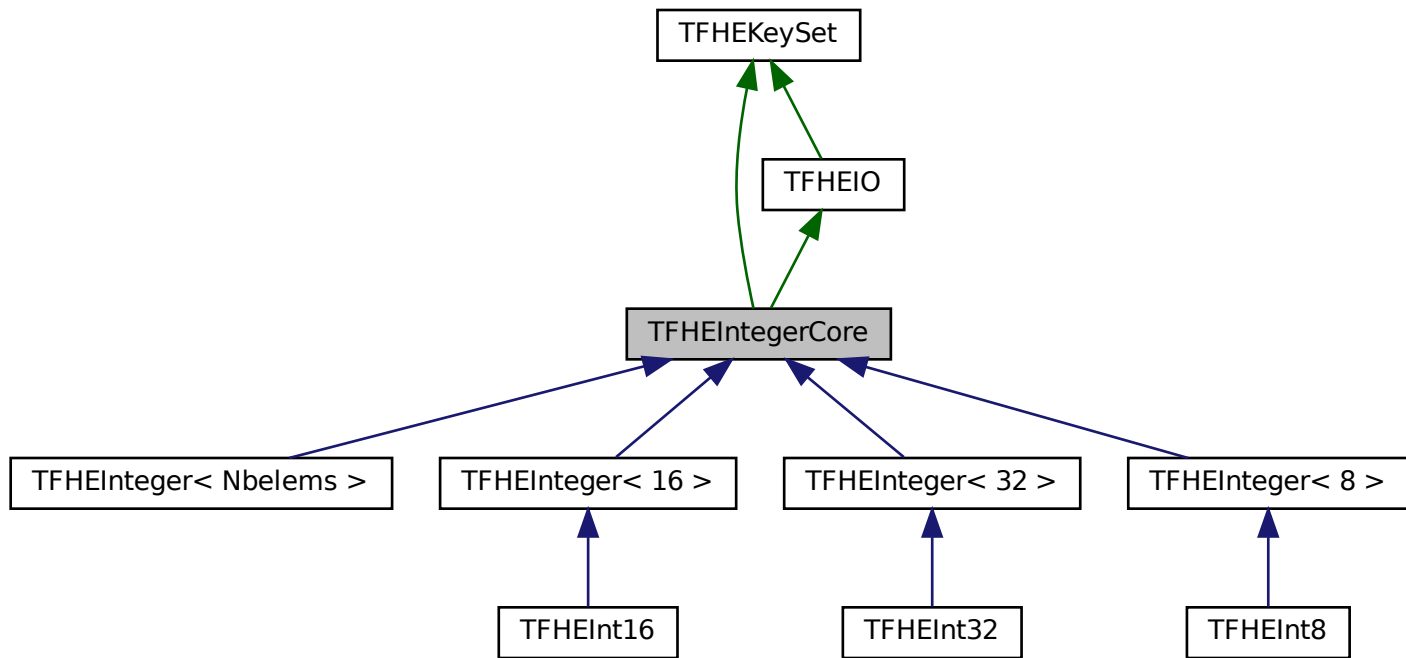 TFHEKeySet
TFHEIO
TFHEIntegerCore
TFHEInteger< Nbelems >
TFHEInteger< 16 >
TFHEInteger< 32 >
TFHEInteger< 8 >
TFHEInt16
TFHEInt32
TFHEInt8